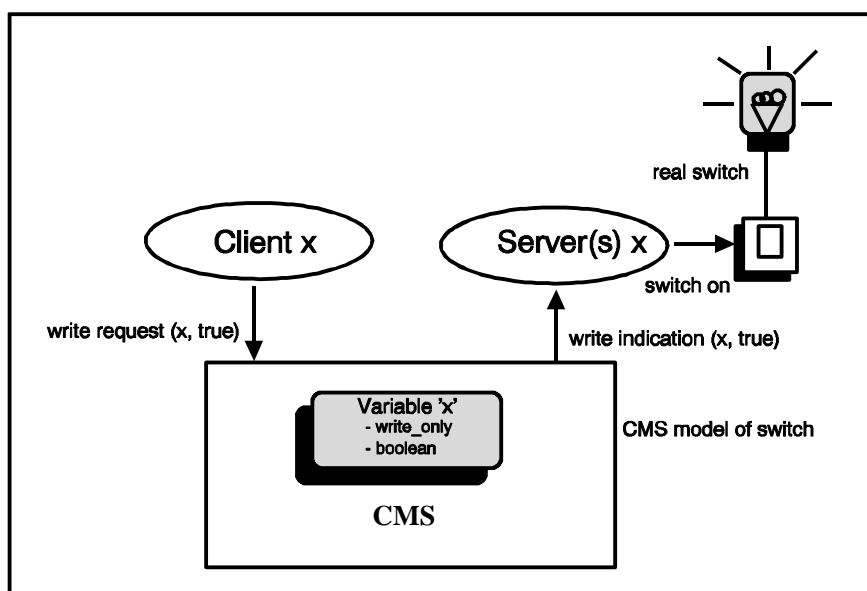 real switch
Client x
Server(s) x
switch on
write request (x, true)
write indication (x, true)
Variable 'x'
- write_only
- boolean
CMS model of switch
CMS